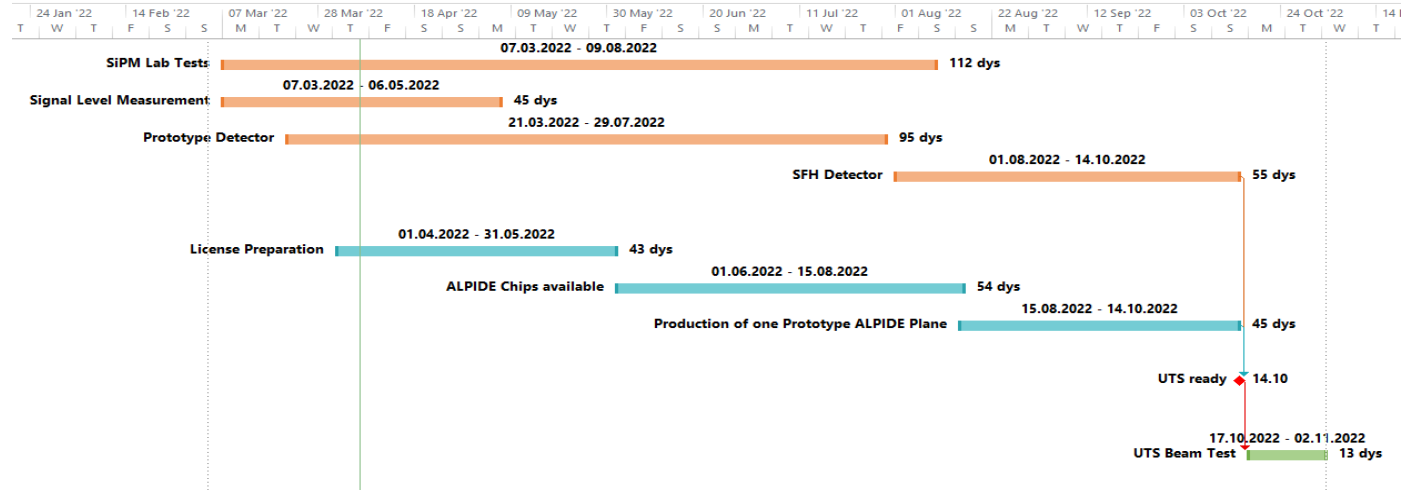 24 Jan '22 14 Feb '22 07 Mar '22 28 Mar '22 18 Apr '22 09 May '22 30 May '22 20 Jun '22 11 Jul '22 01 Aug '22 22 Aug '22 12 Sep '22 03 Oct '22 24 Oct '22 14
T W T F S S M T W T F S S M T W T F S S M T W T F S S M T W T F S S M T
07.03.2022 - 09.08.2022
SiPM Lab Tests 112 dys
07.03.2022 - 06.05.2022
Signal Level Measurement 45 dys
21.03.2022 - 29.07.2022
Prototype Detector 95 dys
01.08.2022 - 14.10.2022
SFH Detector 55 dys
01.04.2022 - 31.05.2022
License Preparation 43 dys
01.06.2022 - 15.08.2022
ALPIDE Chips available 54 dys
15.08.2022 - 14.10.2022
Production of one Prototype ALPIDE Plane 45 dys
UTS ready 14.10
17.10.2022 - 02.11.2022
UTS Beam Test 13 dys